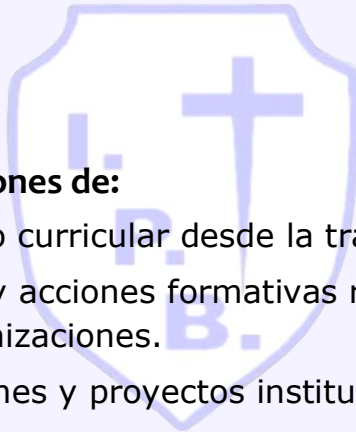 I.
P.
B.
ones de:
o curricular desde la tra
y acciones formativas
nizaciones.
nes y proyectos institu